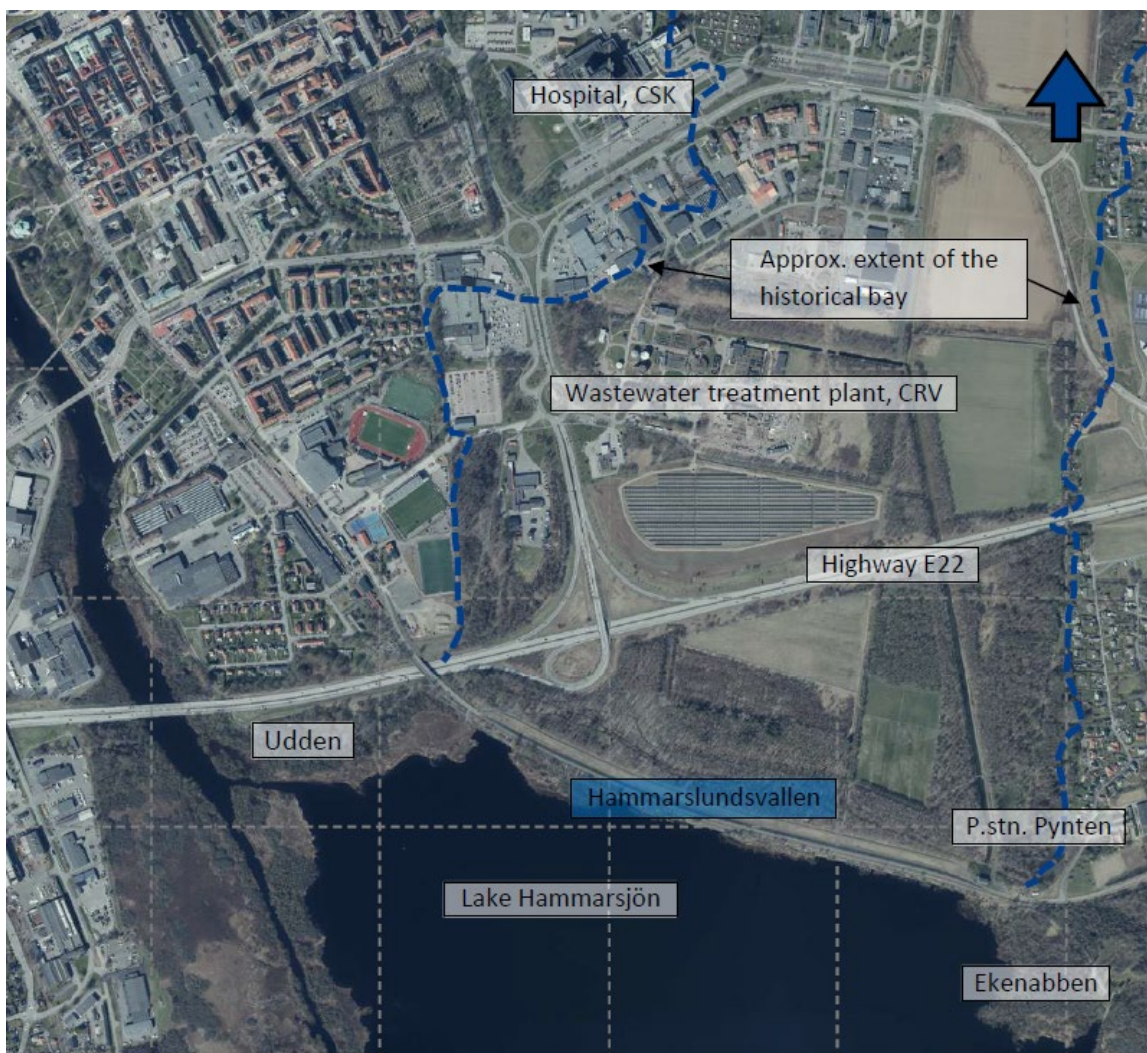 Hospital, CSK
Approx. extent of the
historical bay
Wastewater treatment plant, CRV
Highway E22
Udden
Hammarslundsvallen
P.stn. Pynten
Lake Hammarsjön
Ekenabben